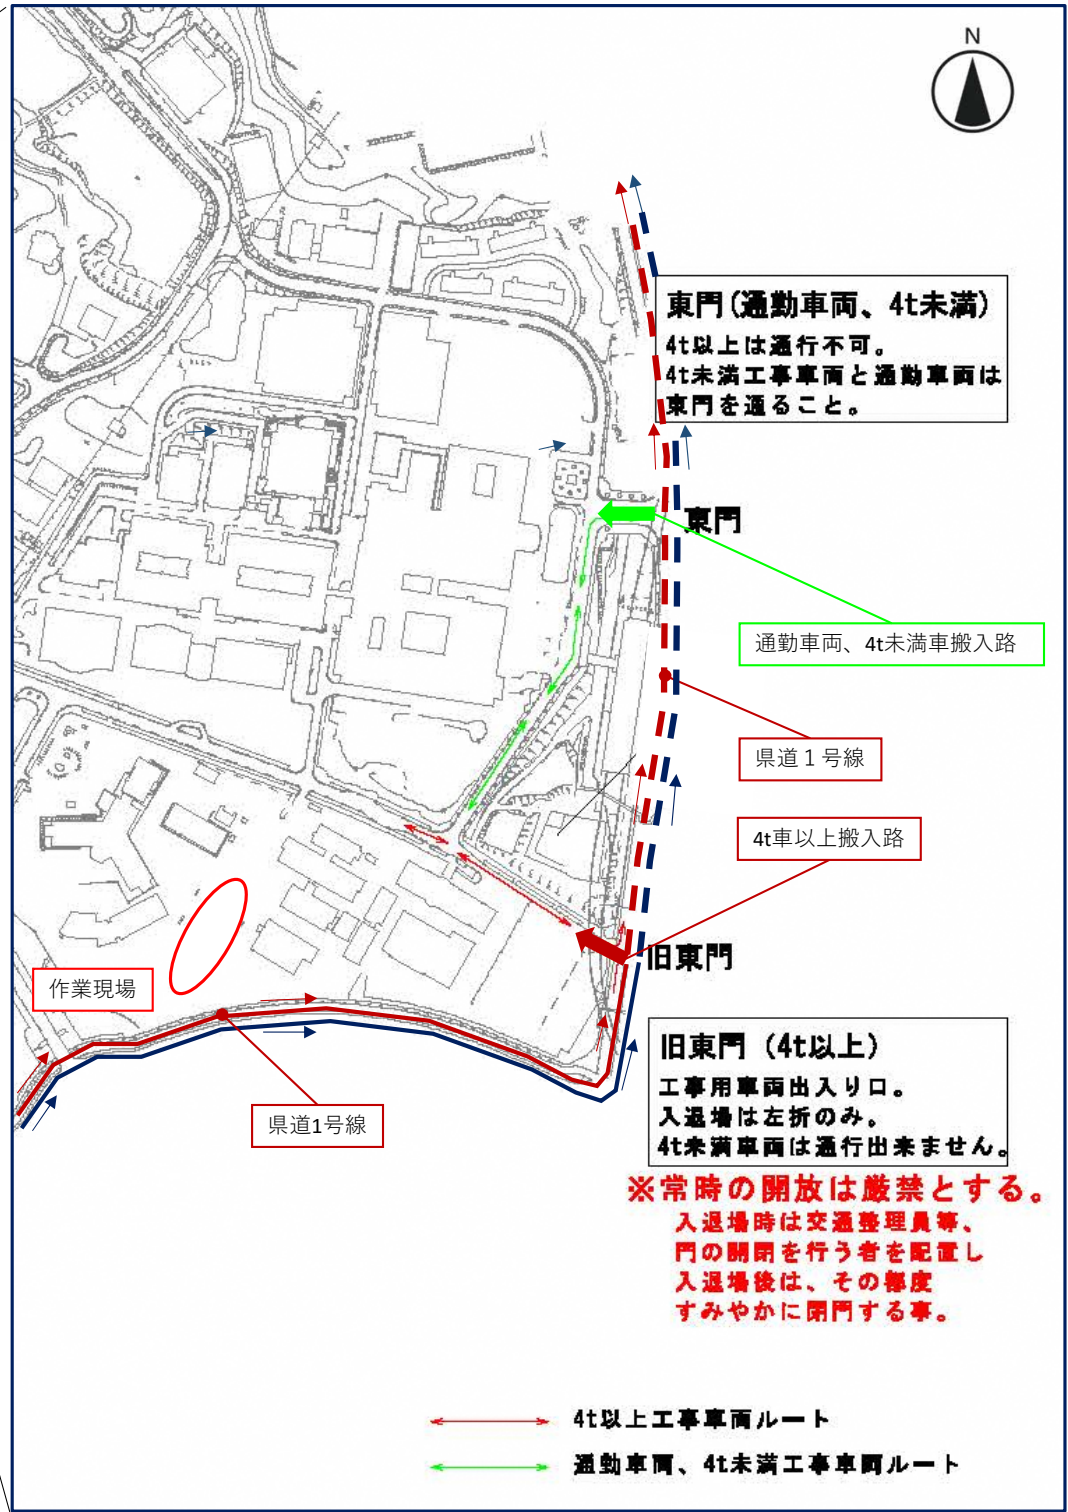 N
東門(通勤車両、4t未満)
4t以上は通行不可。
4t未満工事車両と通勤車両は
東門を通ること。
東門
通勤車両、4t未満車搬入路
県道１号線
4t車以上搬入路
旧東門
作業現場
県道1号線
旧東門（4t以上）
工事用車両出入り口。
入退場は左折のみ。
4t未満車両は通行出来ません。
※常時の開放は厳禁とする。
入退場時は交通整理員等、
門の開閉を行う者を配置し
入退場後は、その都度
すみやかに閉門する事。
4t以上工事車両ルート
通勤車両、4t未満工事車両ルート